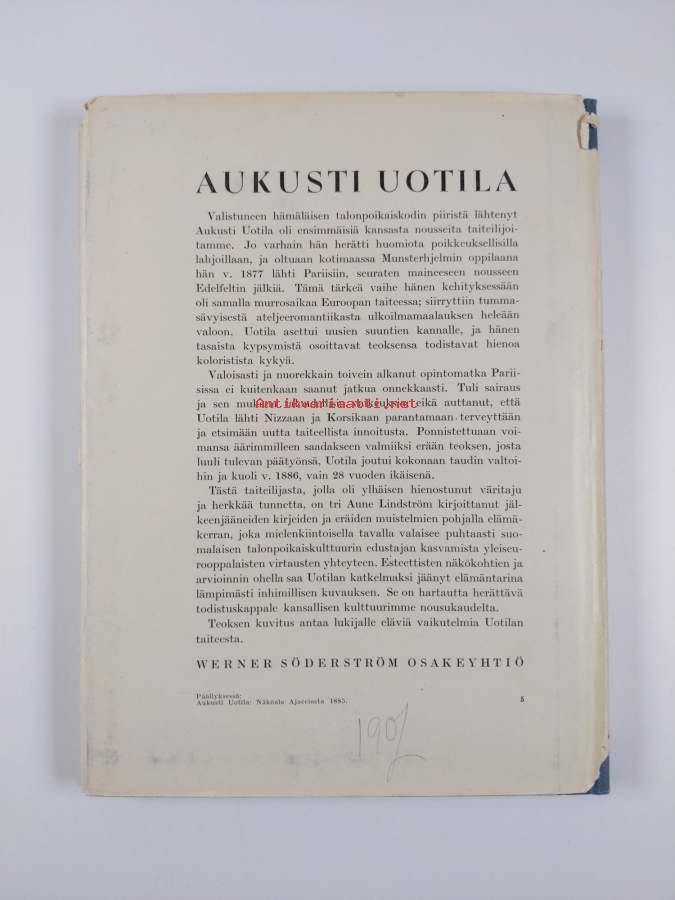 AUKUSTI UOTILA
Valistuneen hämäläisen talonpoikaiskodin piiristä lähtenyt
Aukusti Uotila oli ensimmäisiä kansasta nousseita taiteilijoi-
tamme. Jo varhain hän herätti huomiota poikkeuksellisilla
lahjoillaan, ja oltuaan kotimaassa Munsterhjelmin oppilaana
hän v. 1877 lähti Pariisiin, seuraten maineeseen nousseen
Edelfeltin jälkiä. Tämä tärkeä vaihe hänen kehityksessään
oli samalla murrosaikaa Euroopan taiteessa; siirryttiin tumma-
sävyisestä ateljeeromantiikasta ulkoilmamaalauksen heleään
valoon. Uotila asettui uusien suuntien kannalle, ja hänen
tasaista kypsymistä osoittavat teoksensa todistavat hienoa
koloristista kykyä.
Valoisasti ja nuorekkain toivein alkanut opintomatka Parii-
sissa ei kuitenkaan saanut jatkua onnekkaasti. Tuli sairaus
ja sen mukana eikä auttanut, että
Antikvariaatti.net
Uotila lähti Nizzaan ja Korsikaan parantamaan terveyttään
ja etsimään uutta taiteellista innoitusta. Ponnistettuaan voi-
mansa äärimmilleen saadakseen valmiiksi erään teoksen, josta
luuli tulevan päätyönsä, Uotila joutui kokonaan taudin valtoi-
hin ja kuoli v. 1886, vain 28 vuoden ikäisenä.
Tästä taiteilijasta, jolla oli ylhäisen hienostunut väritaju
ja herkkää tunnetta, on tri Aune Lindström kirjoittanut jäl-
keenjääneiden kirjeiden ja eräiden muistelmien pohjalla elämä-
kerran, joka mielenkiintoisella tavalla valaisee puhtaasti suo-
malaisen talonpoikaiskulttuurin edustajan kasvamista yleiseu-
rooppalaisten virtausten yhteyteen. Esteettisten näkökohtien ja
arvioinnin ohella saa Uotilan katkelmaksi jäänyt elämäntarina
lämpimästi inhimillisen kuvauksen. Se on hartautta herättävä
todistuskappale kansallisen kulttuurimme nousukaudelta.
Teoksen kuvitus antaa lukijalle eläviä vaikutelmia Uotilan
taiteesta.
WERNER SÖDERSTRÖM OSAKEYHTIÖ
Päällyksessä:
Aukusti Uotila: Näköala Ajacciosta 1885.
5